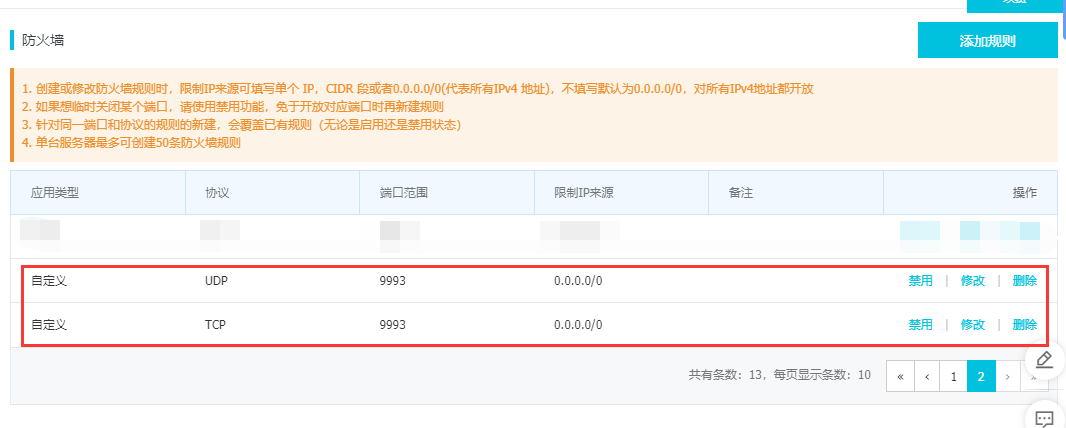 防火墙
添加规则
1. 创建或修改防火墙规则时，限制IP来源可填写单个 IP，CIDR 段或者0.0.0.0/0(代表所有IPv4 地址)，不填写默认为0.0.0.0/0，对所有IPv4地址都开放
2. 如果想临时关闭某个端口，请使用禁用功能，免于开放对应端口时再新建规则
3. 针对同一端口和协议的规则的新建，会覆盖已有规则（无论是启用还是禁用状态）
4. 单台服务器最多可创建50条防火墙规则
应用类型 协议 端口范围 限制IP来源 备注 操作
自定义 UDP 9993 0.0.0.0/0 禁用 | 修改 | 删除
自定义 TCP 9993 0.0.0.0/0 禁用 | 修改 | 删除
共有条数：13，每页显示条数：10 « ‹ 1 2 › »